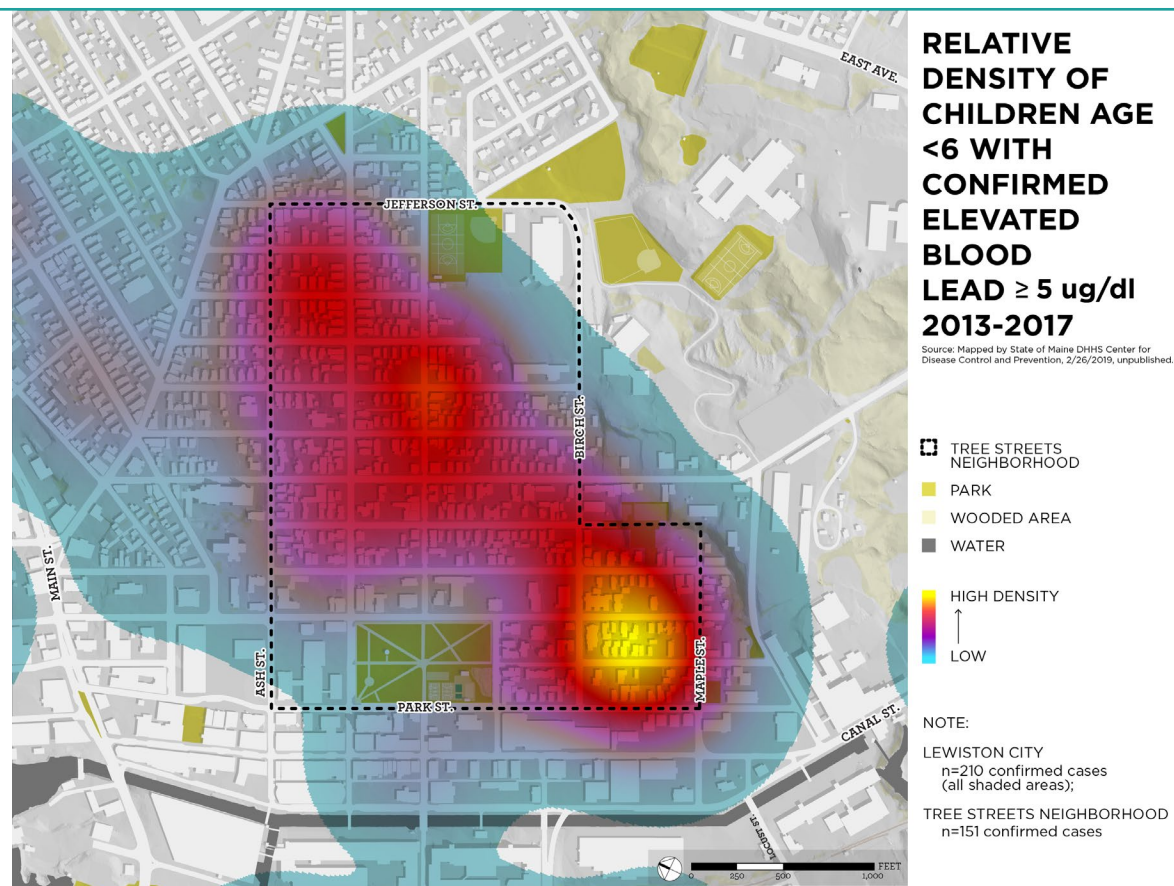 RELATIVE
DENSITY OF
CHILDREN AGE
<6 WITH
CONFIRMED
ELEVATED
BLOOD
LEAD ≥ 5 ug/dl
2013-2017
Source: Mapped by State of Maine DHHS Center for
Disease Control and Prevention, 2/26/2019, unpublished.
TREE STREETS
NEIGHBORHOOD
PARK
WOODED AREA
WATER
HIGH DENSITY
LOW
NOTE:
LEWISTON CITY
n=210 confirmed cases
(all shaded areas);
TREE STREETS NEIGHBORHOOD
n=151 confirmed cases
EAST AVE.
JEFFERSON ST.
BIRCH ST.
MAIN ST.
ASH ST.
MAPLE ST.
PARK ST.
CANAL ST.
LOCUST ST.
FEET
0 250 500 1,000